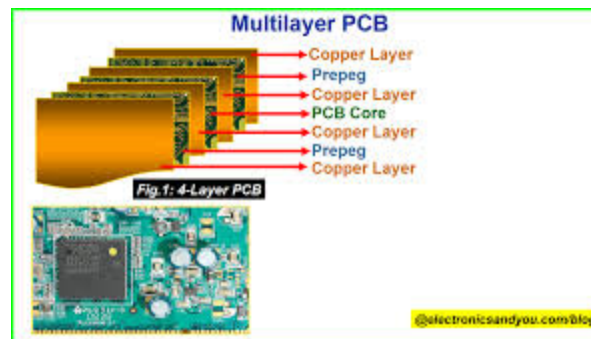 Multilayer PCB
Copper Layer
Prepeg
Copper Layer
PCB Core
Copper Layer
Prepeg
Copper Layer
Fig.1: 4-Layer PCB
@electronicsandyou.com/blog